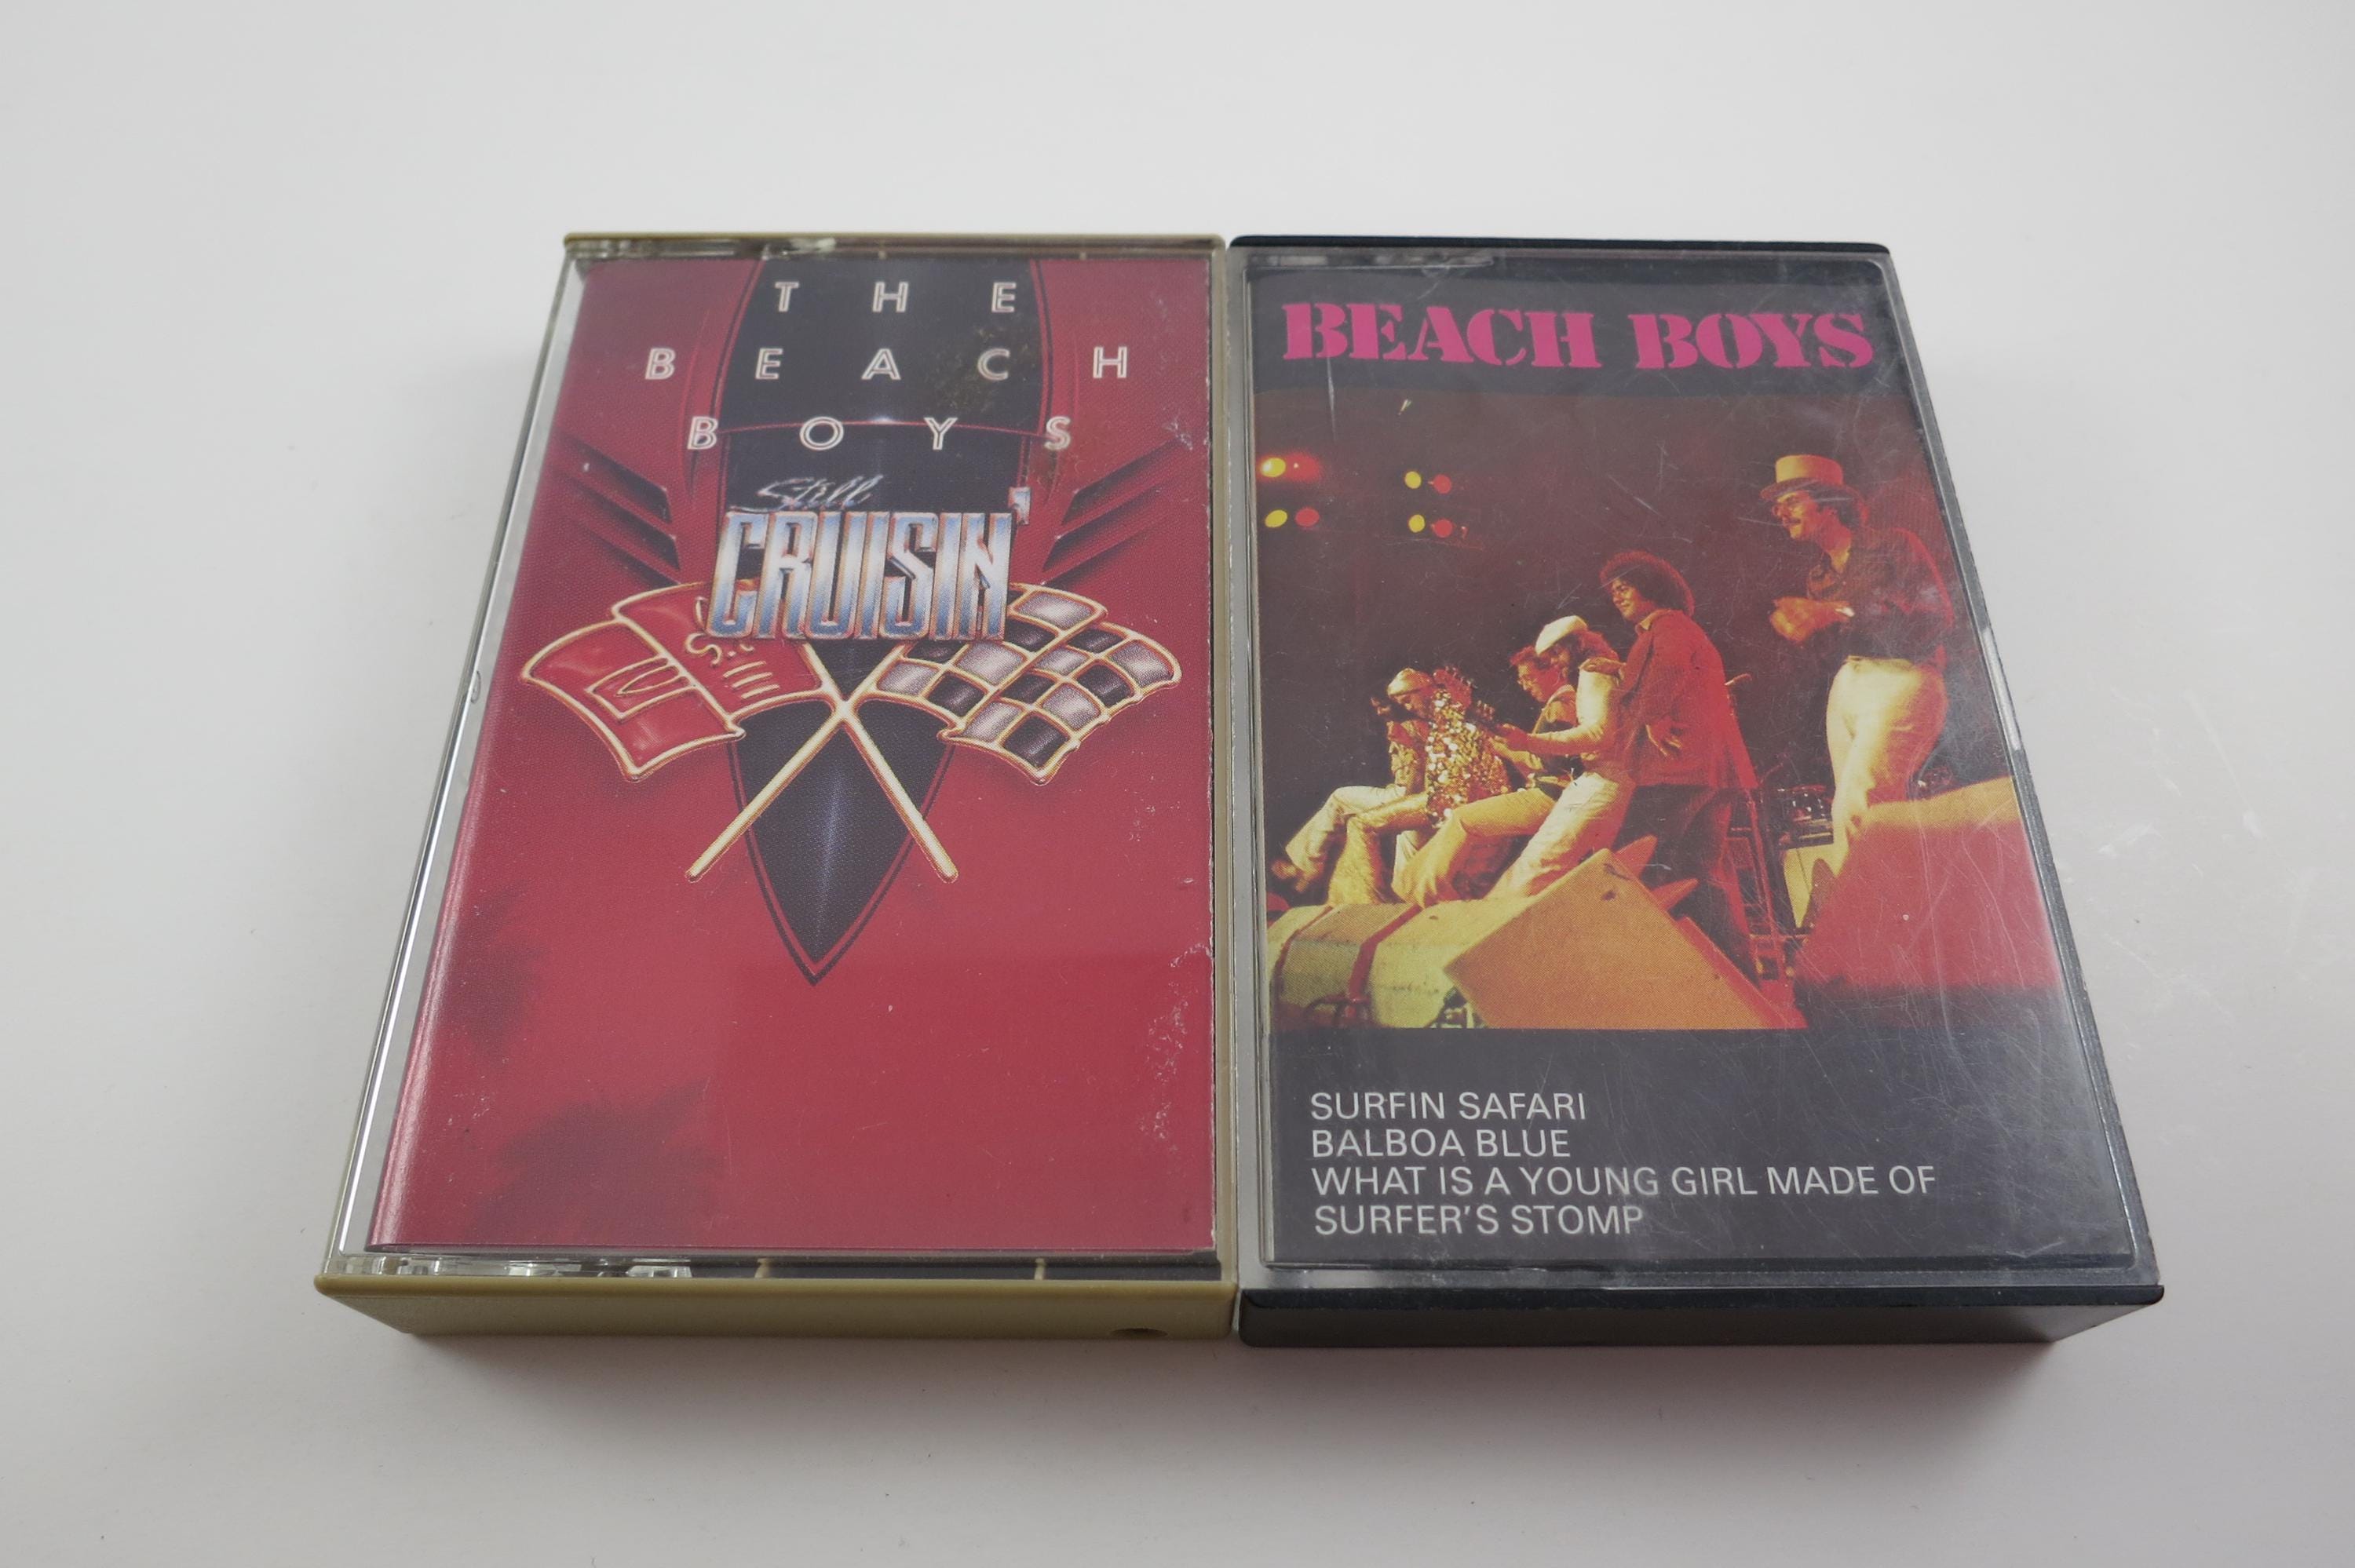 THE
BEACH
BOYS
Still
CRUISIN'
BEACH BOYS
SURFIN SAFARI
BALBOA BLUE
WHAT IS A YOUNG GIRL MADE OF
SURFER'S STOMP